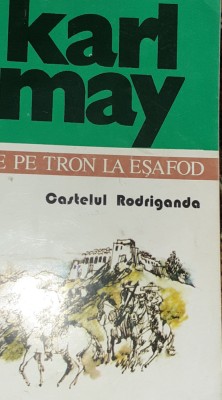 karl
may
E PE TRON LA EȘAFOD
Castelul Rodriganda